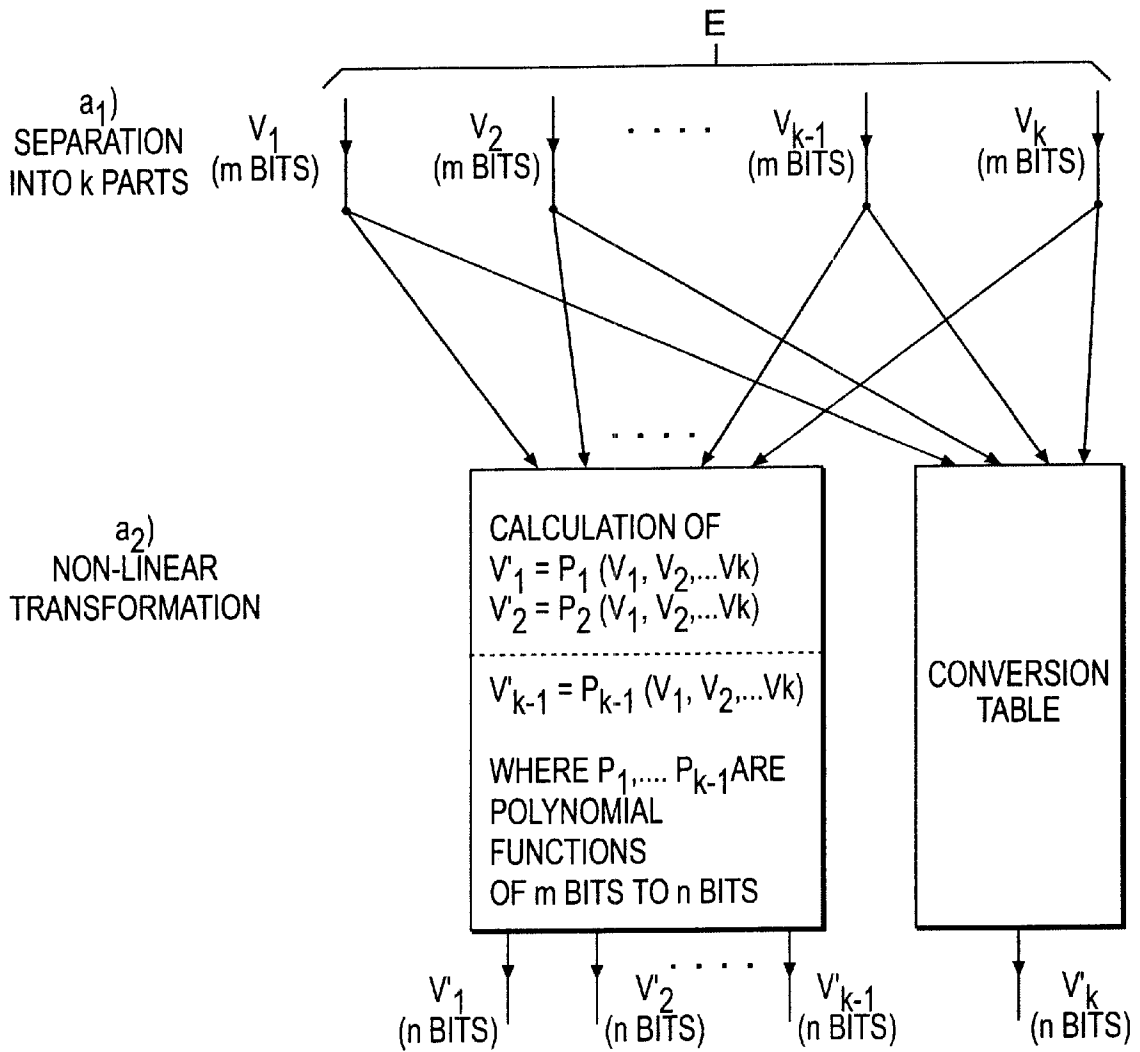 E
a1)
SEPARATION
INTO k PARTS
V1
(m BITS)
V2
(m BITS)
. . . .
Vk-1
(m BITS)
Vk
(m BITS)
. . . .
a2)
NON-LINEAR
TRANSFORMATION
CALCULATION OF
V'1 = P1 (V1, V2,...Vk)
V'2 = P2 (V1, V2,...Vk)
V'k-1 = Pk-1 (V1, V2,...Vk)
WHERE P1,.... Pk-1 ARE
POLYNOMIAL
FUNCTIONS
OF m BITS TO n BITS
CONVERSION
TABLE
V'1
(n BITS)
V'2
(n BITS)
. . . .
V'k-1
(n BITS)
V'k
(n BITS)